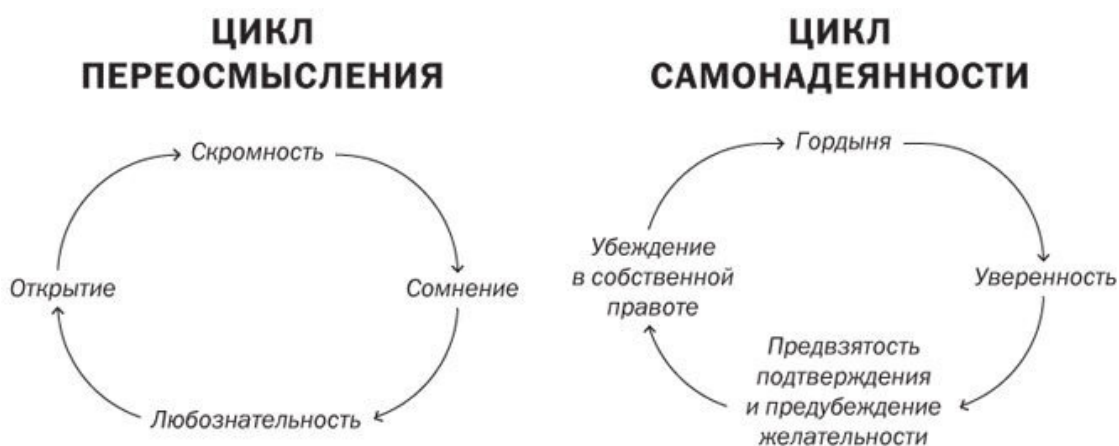 ЦИКЛ
ПЕРЕОСМЫСЛЕНИЯ
Скромность
Сомнение
Любознательность
Открытие
ЦИКЛ
САМОНАДЕЯННОСТИ
Гордыня
Уверенность
Предвзятость
подтверждения
и предубеждение
желательности
Убеждение
в собственной
правоте